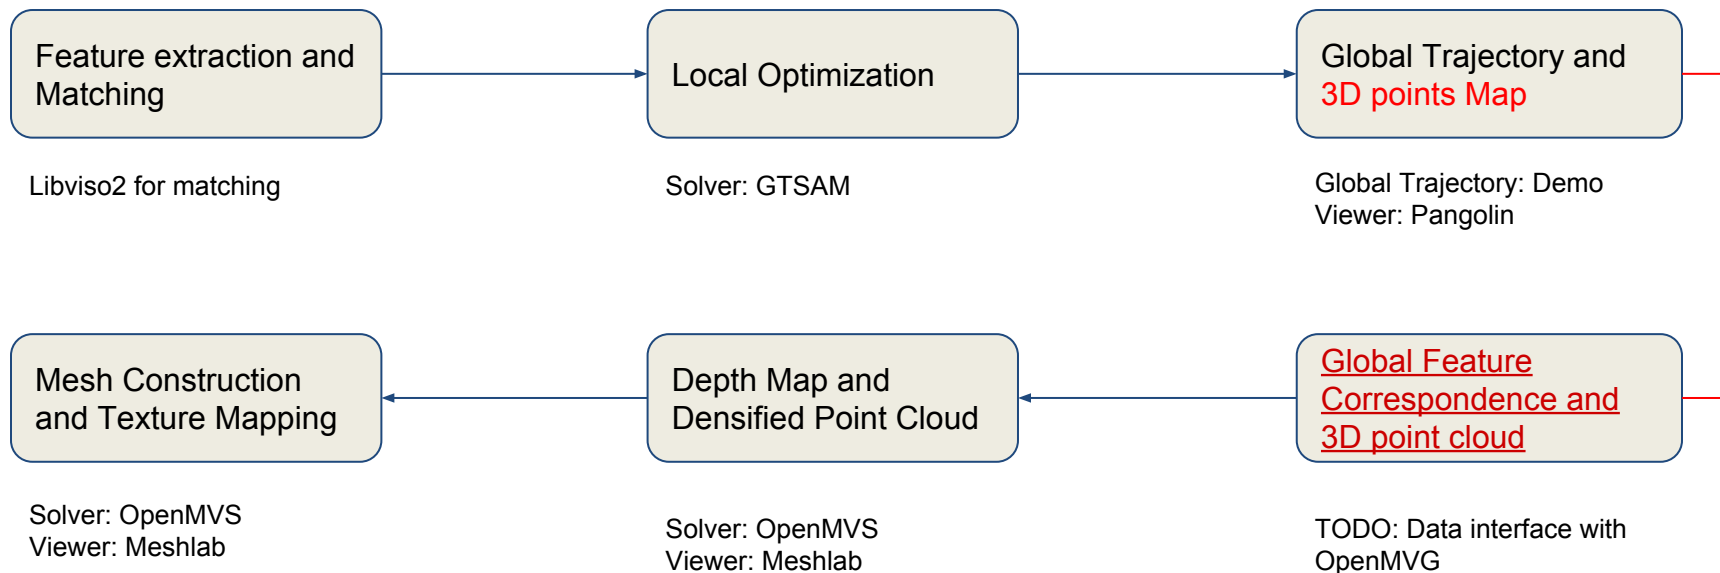 Feature extraction and
Matching
Libviso2 for matching
Local Optimization
Solver: GTSAM
Global Trajectory and
3D points Map
Global Trajectory: Demo
Viewer: Pangolin
Mesh Construction
and Texture Mapping
Solver: OpenMVS
Viewer: Meshlab
Depth Map and
Densified Point Cloud
Solver: OpenMVS
Viewer: Meshlab
Global Feature
Correspondence and
3D point cloud
TODO: Data interface with
OpenMVG